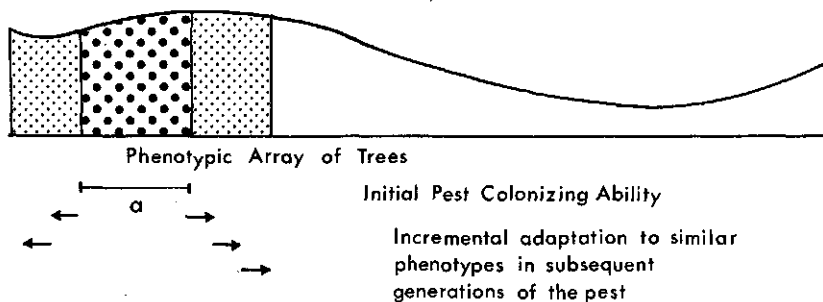 Phenotypic Array of Trees
a
Initial Pest Colonizing Ability
Incremental adaptation to similar
phenotypes in subsequent
generations of the pest